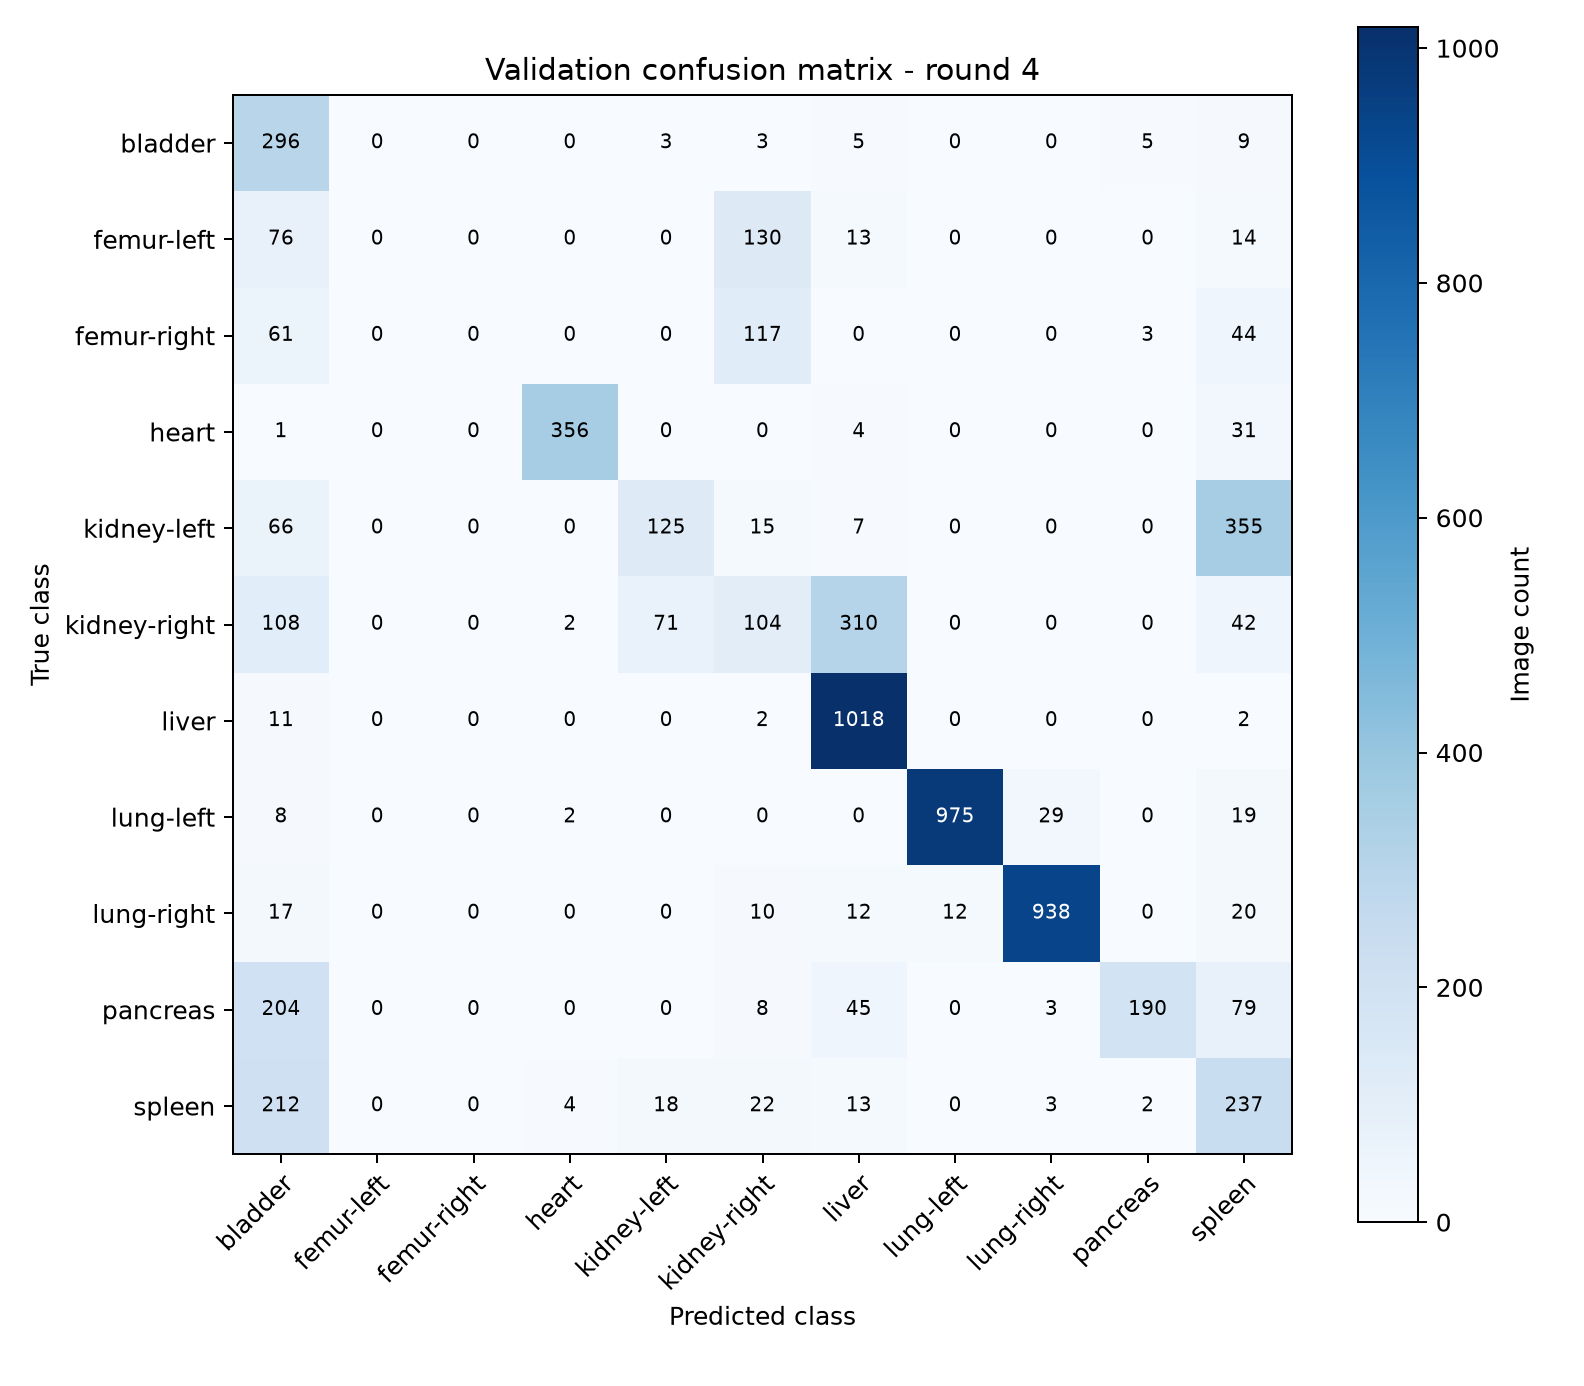 Validation confusion matrix - round 4
bladder 296 0 0 0 3 3 5 0 0 5 9
femur-left 76 0 0 0 0 130 13 0 0 0 14
femur-right 61 0 0 0 0 117 0 0 0 3 44
heart 1 0 0 356 0 0 4 0 0 0 31
kidney-left 66 0 0 0 125 15 7 0 0 0 355
kidney-right 108 0 0 2 71 104 310 0 0 0 42
liver 11 0 0 0 0 2 1018 0 0 0 2
lung-left 8 0 0 2 0 0 0 975 29 0 19
lung-right 17 0 0 0 0 10 12 12 938 0 20
pancreas 204 0 0 0 0 8 45 0 3 190 79
spleen 212 0 0 4 18 22 13 0 3 2 237
bladder femur-left femur-right heart kidney-left kidney-right liver lung-left lung-right pancreas spleen
Predicted class
True class
1000
800
600
400
200
0
Image count